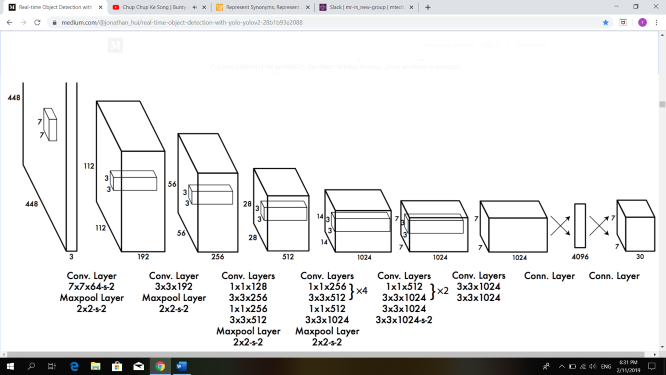 Real-time Object Detection with
Chup Chup Ke Song | Bunty
Represent Synonyms, Represent
Slack | mr-ri_new-group | mtech
medium.com/@jonathan_hui/real-time-object-detection-with-yolo-yolov2-28b1b93e2088
448
7
7
448
3
112
3
3
112
192
56
3
3
56
256
28
3
3
28
512
14
3
3
14
1024
7
3
3
7
1024
7
7
1024
4096
7
7
30
Conv. Layer
7x7x64-s-2
Maxpool Layer
2x2-s-2
Conv. Layer
3x3x192
Maxpool Layer
2x2-s-2
Conv. Layers
1x1x128
3x3x256
1x1x256
3x3x512
Maxpool Layer
2x2-s-2
Conv. Layers
1x1x256
3x3x512
×4
1x1x512
3x3x1024
Maxpool Layer
2x2-s-2
Conv. Layers
1x1x512
3x3x1024
×2
3x3x1024
3x3x1024-s-2
Conv. Layers
3x3x1024
3x3x1024
Conn. Layer
Conn. Layer
ENG
6:31 PM
2/11/2019